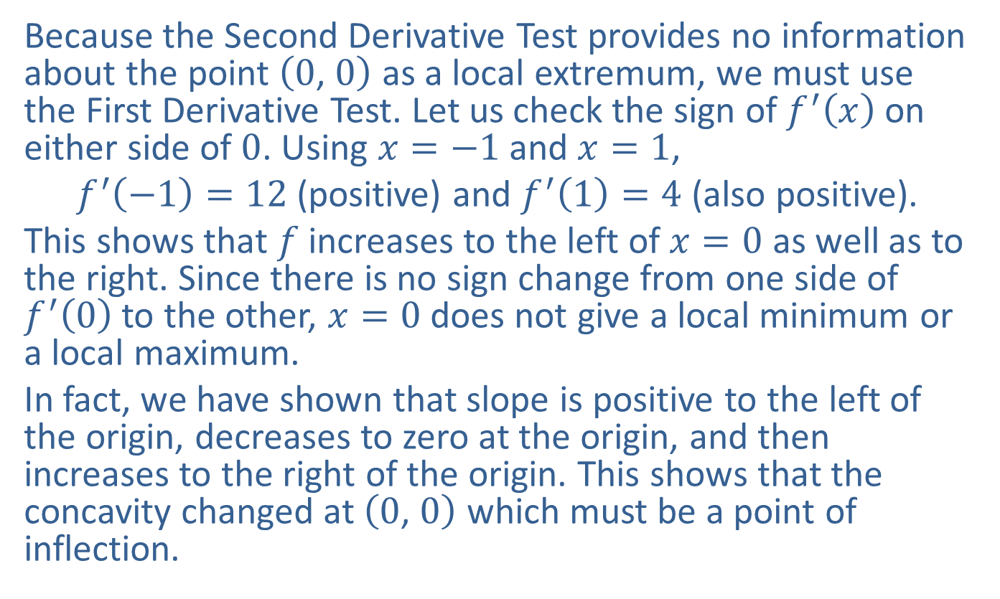 Because the Second Derivative Test provides no information
about the point (0, 0) as a local extremum, we must use
the First Derivative Test. Let us check the sign of f′(x) on
either side of 0. Using x = −1 and x = 1,
f′(−1) = 12 (positive) and f′(1) = 4 (also positive).
This shows that f increases to the left of x = 0 as well as to
the right. Since there is no sign change from one side of
f′(0) to the other, x = 0 does not give a local minimum or
a local maximum.
In fact, we have shown that slope is positive to the left of
the origin, decreases to zero at the origin, and then
increases to the right of the origin. This shows that the
concavity changed at (0, 0) which must be a point of
inflection.